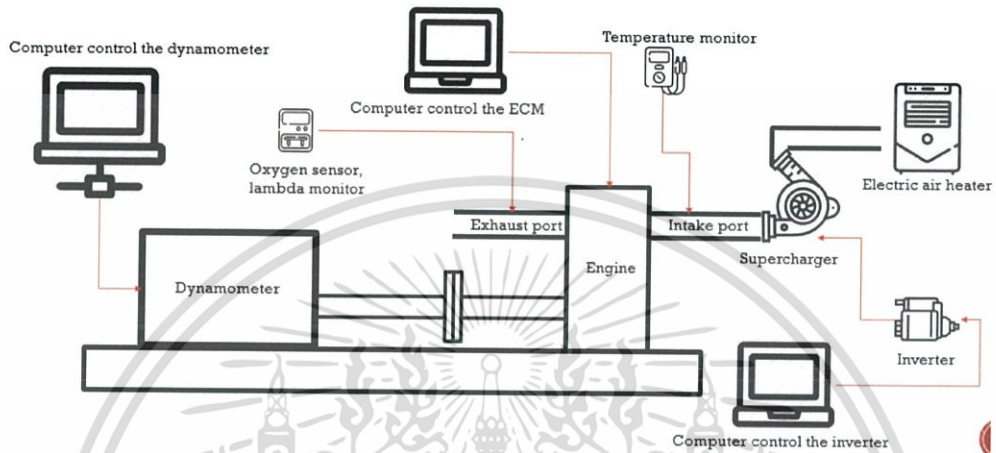 Computer control the dynamometer
Temperature monitor
Computer control the ECM
Oxygen sensor,
lambda monitor
Electric air heater
Exhaust port
Intake port
Supercharger
Engine
Dynamometer
Inverter
Computer control the inverter